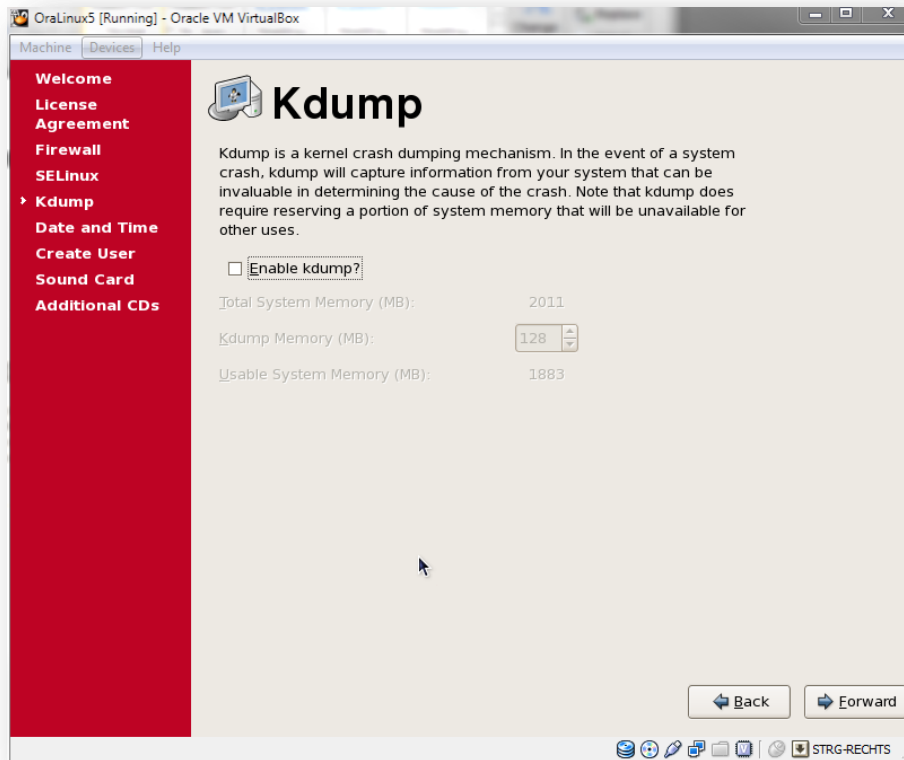 OraLinux5 [Running] - Oracle VM VirtualBox
Machine Devices Help
Welcome
License
Agreement
Firewall
SELinux
Kdump
Date and Time
Create User
Sound Card
Additional CDs
Kdump
Kdump is a kernel crash dumping mechanism. In the event of a system
crash, kdump will capture information from your system that can be
invaluable in determining the cause of the crash. Note that kdump does
require reserving a portion of system memory that will be unavailable for
other uses.
Enable kdump?
Total System Memory (MB): 2011
Kdump Memory (MB): 128
Usable System Memory (MB): 1883
Back Forward
STRG-RECHTS